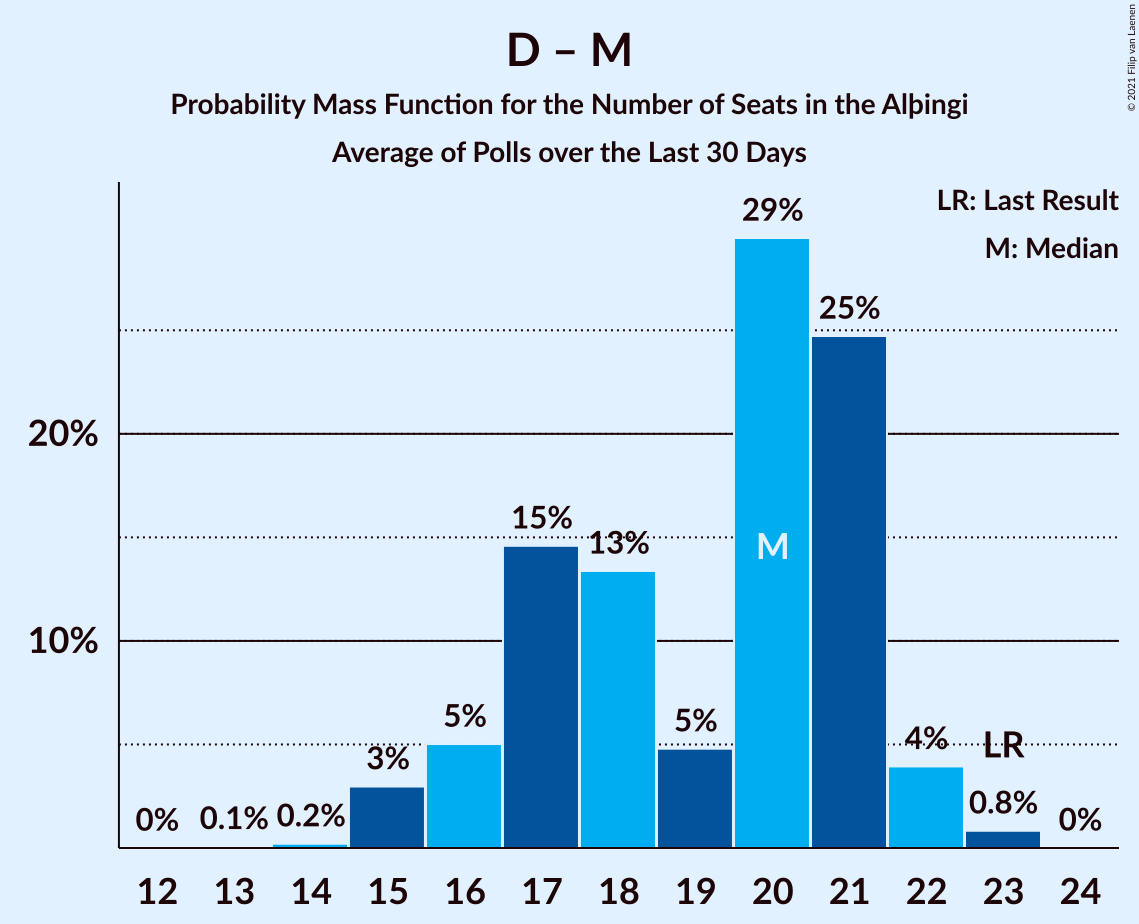 D – M
Probability Mass Function for the Number of Seats in the Alþingi
Average of Polls over the Last 30 Days
© 2021 Filip van Laenen
LR: Last Result
M: Median
29%
25%
20%
15%
13%
M
10%
5%
5%
4%
LR
3%
0%
0.1%
0.2%
0.8%
0%
12 13 14 15 16 17 18 19 20 21 22 23 24